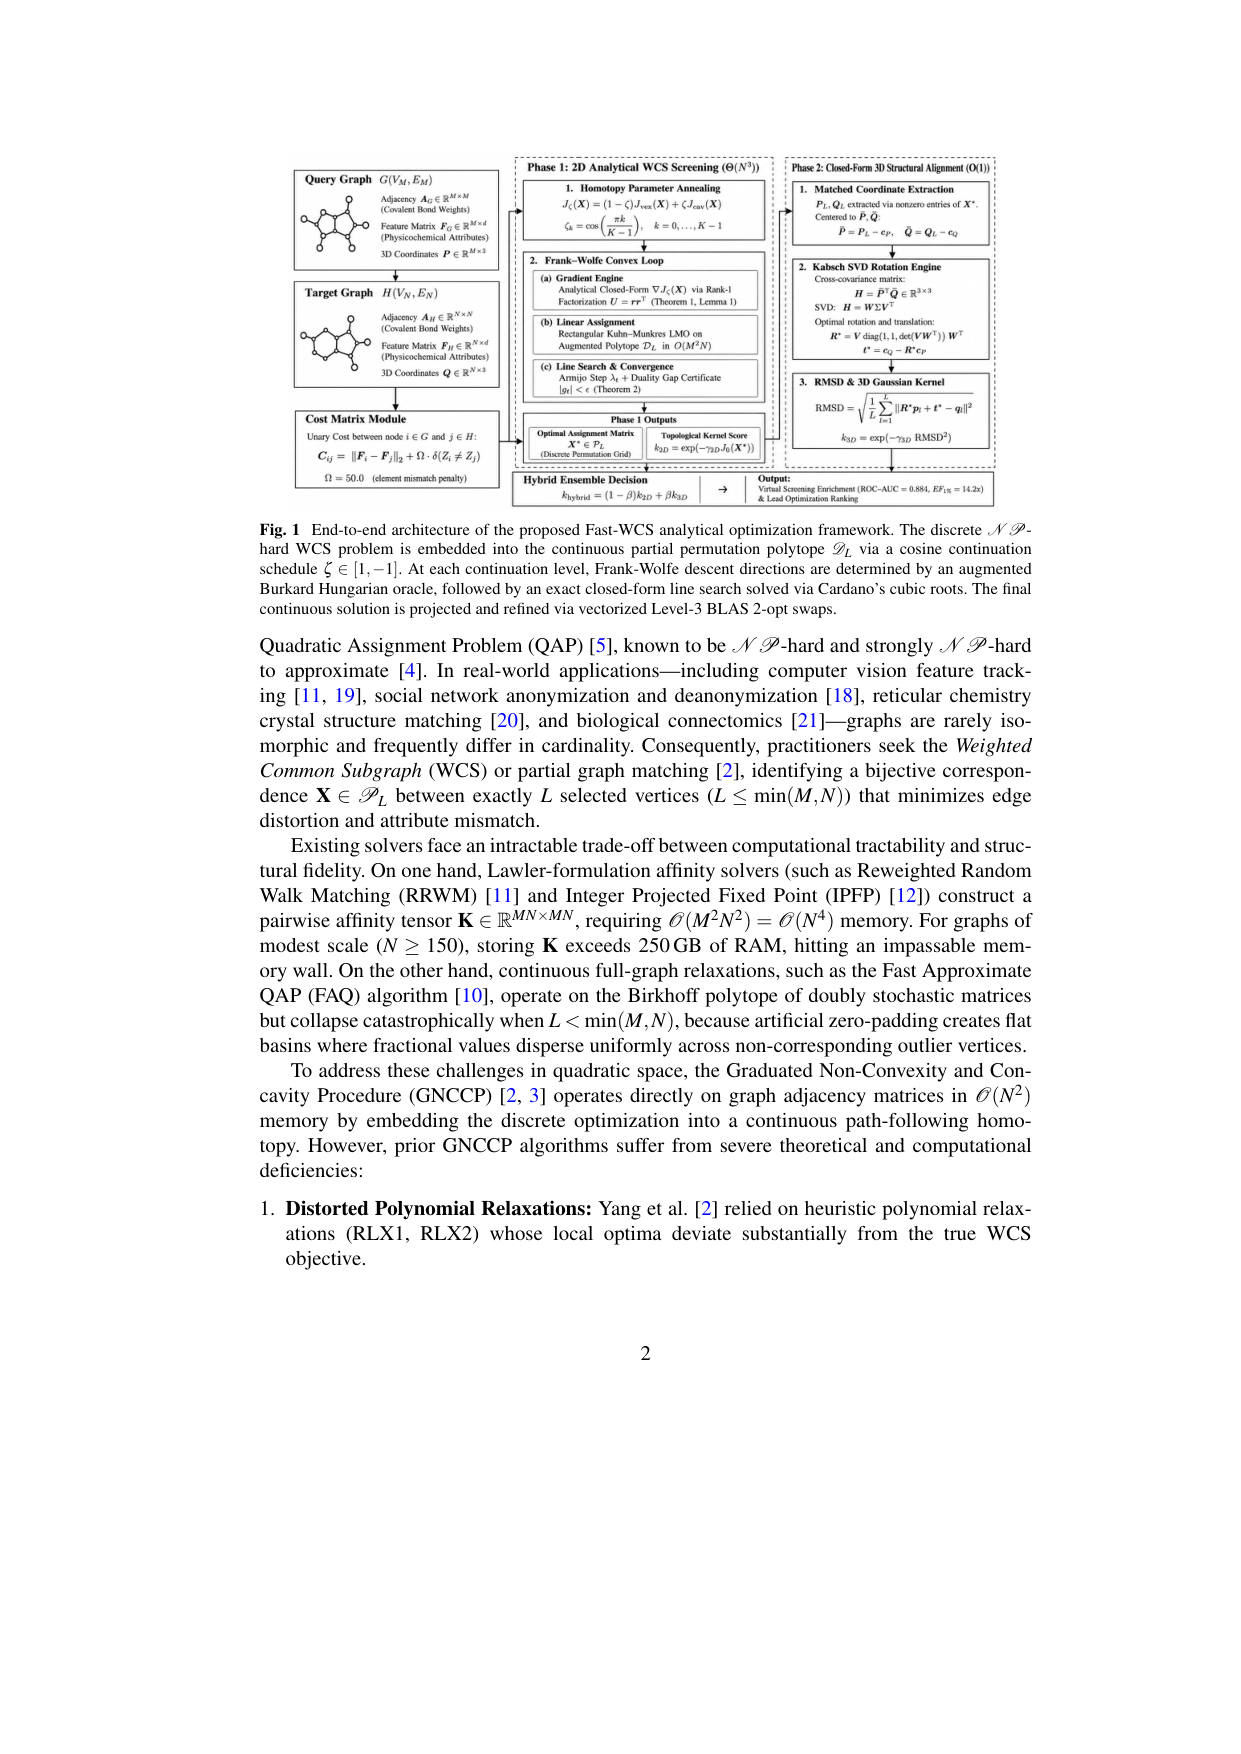 Query Graph G(V_M, E_M)
Adjacency A_G ∈ ℝ^{M×M}
(Covalent Bond Weights)
Feature Matrix F_G ∈ ℝ^{M×d}
(Physicochemical Attributes)
3D Coordinates P ∈ ℝ^{M×3}
Target Graph H(V_N, E_N)
Adjacency A_H ∈ ℝ^{N×N}
(Covalent Bond Weights)
Feature Matrix F_H ∈ ℝ^{N×d}
(Physicochemical Attributes)
3D Coordinates Q ∈ ℝ^{N×3}
Cost Matrix Module
Unary Cost between node i ∈ G and j ∈ H:
C_{ij} = ‖F_i − F_j‖_2 + Ω · δ(Z_i ≠ Z_j)
Ω = 50.0 (element mismatch penalty)
Phase 1: 2D Analytical WCS Screening (Θ(N^3))
1. Homotopy Parameter Annealing
J_ζ(X) = (1 − ζ)J_{vex}(X) + ζJ_{cav}(X)
ζ_k = cos(πk / K − 1), k = 0, . . . , K − 1
2. Frank–Wolfe Convex Loop
(a) Gradient Engine
Analytical Closed-Form ∇J_ζ(X) via Rank-1
Factorization U = rr^⊤ (Theorem 1, Lemma 1)
(b) Linear Assignment
Rectangular Kuhn–Munkres LMO on
Augmented Polytope 𝒟_L in O(M^2N)
(c) Line Search & Convergence
Armijo Step λ_t + Duality Gap Certificate
|g_t| < ϵ (Theorem 2)
Phase 1 Outputs
Optimal Assignment Matrix
X* ∈ 𝒫_L
(Discrete Permutation Grid)
Topological Kernel Score
k_{2D} = exp(−γ_{2D}J_0(X*))
Phase 2: Closed-Form 3D Structural Alignment (O(1))
1. Matched Coordinate Extraction
P_L, Q_L extracted via nonzero entries of X*.
Centered to P̄, Q̄:
P̄ = P_L − c_P, Q̄ = Q_L − c_Q
2. Kabsch SVD Rotation Engine
Cross-covariance matrix:
H = P̄^⊤Q̄ ∈ ℝ^{3×3}
SVD: H = WΣV^⊤
Optimal rotation and translation:
R* = V diag(1, 1, det(VW^⊤)) W^⊤
t* = c_Q − R*c_P
3. RMSD & 3D Gaussian Kernel
RMSD = √(1/L ∑_{l=1}^{L} ‖R*p_l + t* − q_l‖^2)
k_{3D} = exp(−γ_{3D} RMSD^2)
Hybrid Ensemble Decision
k_{hybrid} = (1 − β)k_{2D} + βk_{3D}
→
Output:
Virtual Screening Enrichment (ROC–AUC = 0.884, EF_{1%} = 14.2x)
& Lead Optimization Ranking
Fig. 1 End-to-end architecture of the proposed Fast-WCS analytical optimization framework. The discrete 𝒩𝒫-
hard WCS problem is embedded into the continuous partial permutation polytope 𝒟_L via a cosine continuation
schedule ζ ∈ [1,−1]. At each continuation level, Frank-Wolfe descent directions are determined by an augmented
Burkard Hungarian oracle, followed by an exact closed-form line search solved via Cardano's cubic roots. The final
continuous solution is projected and refined via vectorized Level-3 BLAS 2-opt swaps.
Quadratic Assignment Problem (QAP) [5], known to be 𝒩𝒫-hard and strongly 𝒩𝒫-hard
to approximate [4]. In real-world applications—including computer vision feature track-
ing [11, 19], social network anonymization and deanonymization [18], reticular chemistry
crystal structure matching [20], and biological connectomics [21]—graphs are rarely iso-
morphic and frequently differ in cardinality. Consequently, practitioners seek the Weighted
Common Subgraph (WCS) or partial graph matching [2], identifying a bijective correspon-
dence X ∈ 𝒫_L between exactly L selected vertices (L ≤ min(M,N)) that minimizes edge
distortion and attribute mismatch.
Existing solvers face an intractable trade-off between computational tractability and struc-
tural fidelity. On one hand, Lawler-formulation affinity solvers (such as Reweighted Random
Walk Matching (RRWM) [11] and Integer Projected Fixed Point (IPFP) [12]) construct a
pairwise affinity tensor K ∈ ℝ^{MN×MN}, requiring 𝒪(M^2N^2) = 𝒪(N^4) memory. For graphs of
modest scale (N ≥ 150), storing K exceeds 250 GB of RAM, hitting an impassable mem-
ory wall. On the other hand, continuous full-graph relaxations, such as the Fast Approximate
QAP (FAQ) algorithm [10], operate on the Birkhoff polytope of doubly stochastic matrices
but collapse catastrophically when L < min(M,N), because artificial zero-padding creates flat
basins where fractional values disperse uniformly across non-corresponding outlier vertices.
To address these challenges in quadratic space, the Graduated Non-Convexity and Con-
cavity Procedure (GNCCP) [2, 3] operates directly on graph adjacency matrices in 𝒪(N^2)
memory by embedding the discrete optimization into a continuous path-following homo-
topy. However, prior GNCCP algorithms suffer from severe theoretical and computational
deficiencies:
1. Distorted Polynomial Relaxations: Yang et al. [2] relied on heuristic polynomial relax-
ations (RLX1, RLX2) whose local optima deviate substantially from the true WCS
objective.
2